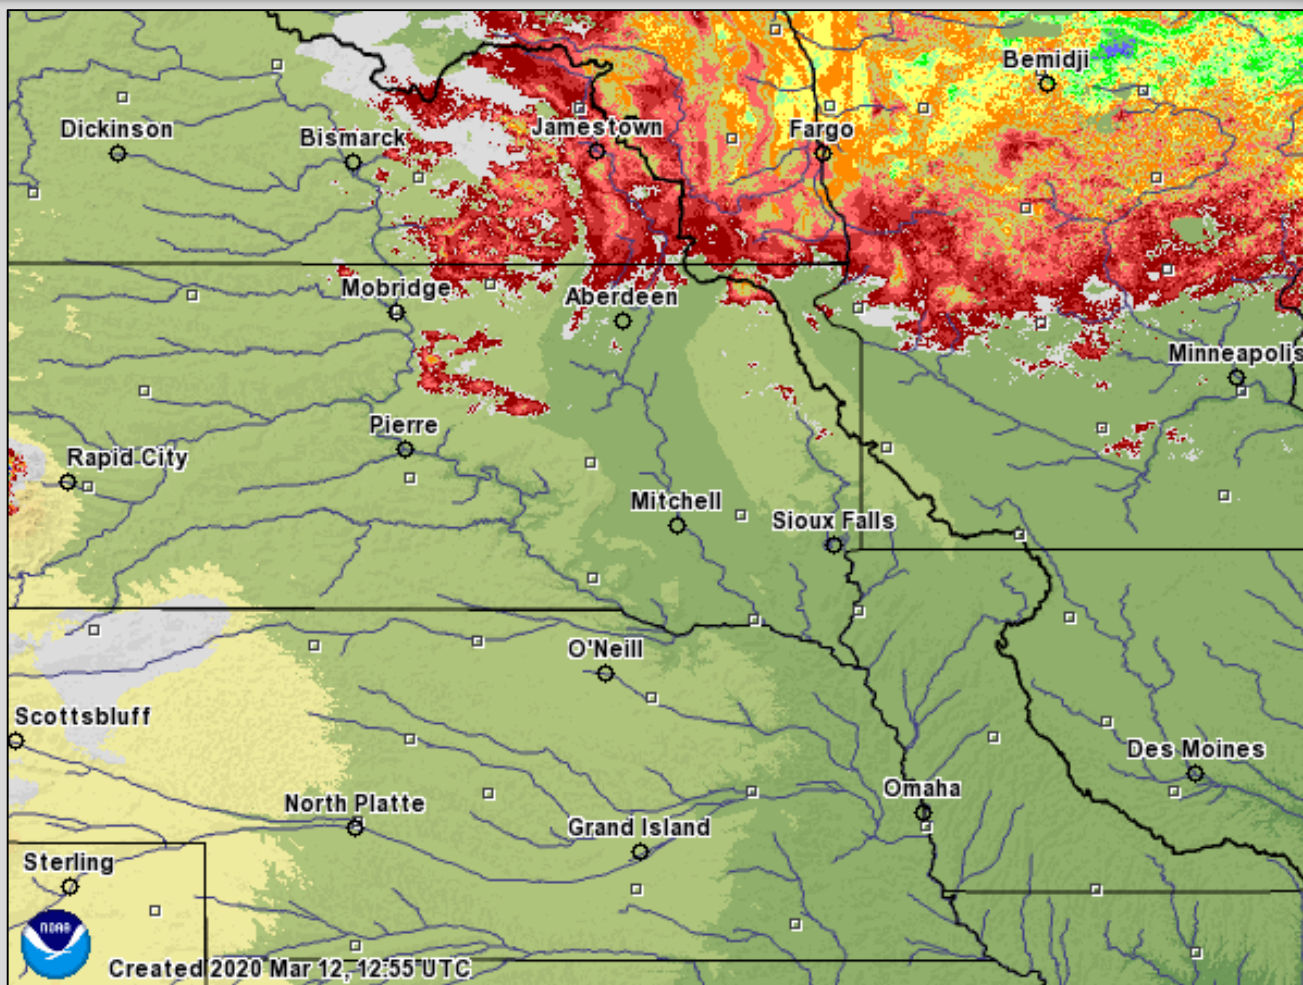 Bemidji
Dickinson
Bismarck
Jamestown
Fargo
Mobridge
Aberdeen
Minneapolis
Pierre
Rapid City
Mitchell
Sioux Falls
O'Neill
Scottsbluff
Des Moines
Omaha
North Platte
Grand Island
Sterling
NOAA
Created 2020 Mar 12, 12:55 UTC